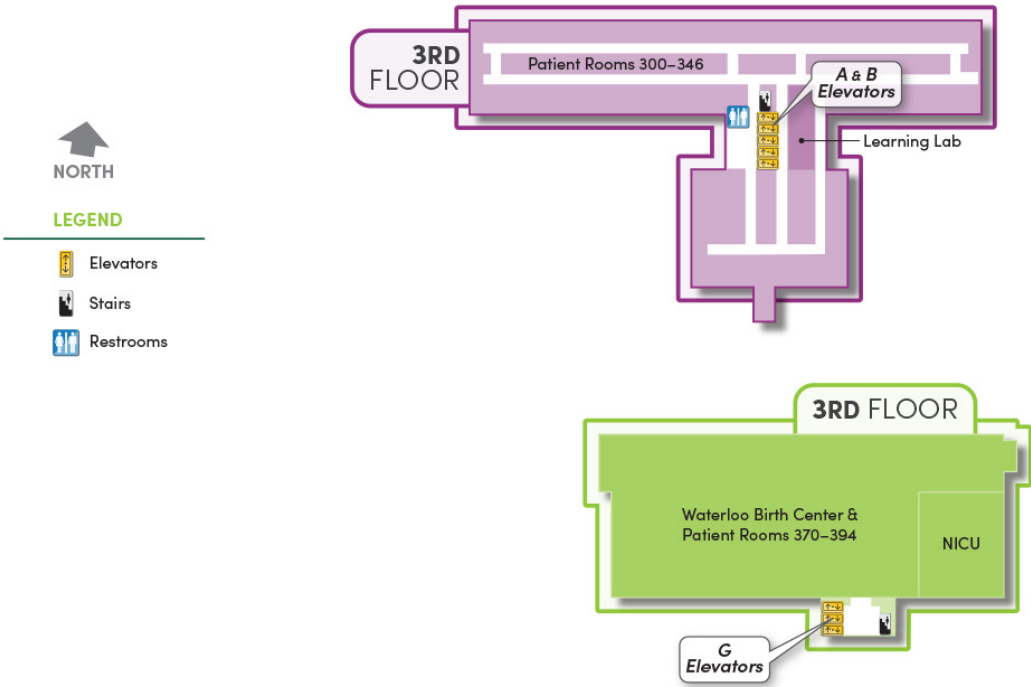 3RD
FLOOR
Patient Rooms 300–346
A & B
Elevators
Learning Lab
NORTH
LEGEND
Elevators
Stairs
Restrooms
3RD FLOOR
Waterloo Birth Center &
Patient Rooms 370–394
NICU
G
Elevators